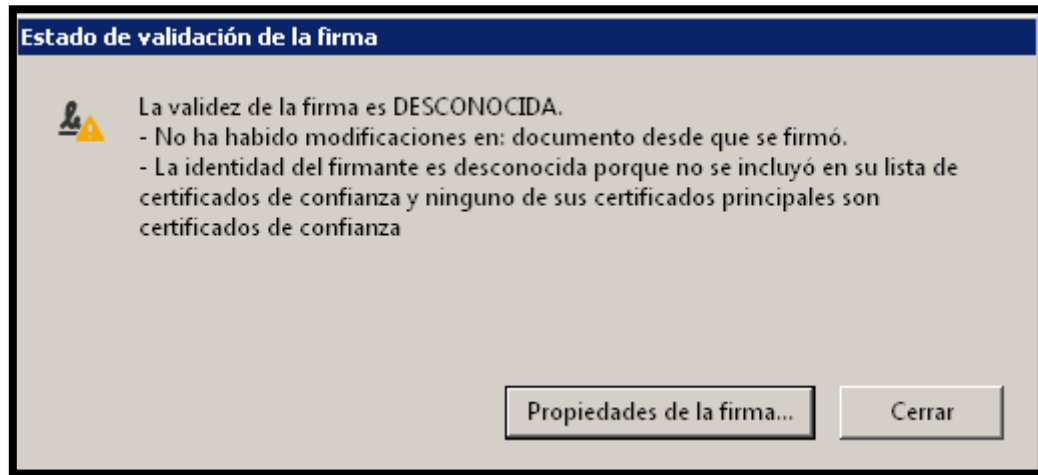 Estado de validación de la firma
La validez de la firma es DESCONOCIDA.
- No ha habido modificaciones en: documento desde que se firmó.
- La identidad del firmante es desconocida porque no se incluyó en su lista de
certificados de confianza y ninguno de sus certificados principales son
certificados de confianza
Propiedades de la firma... Cerrar